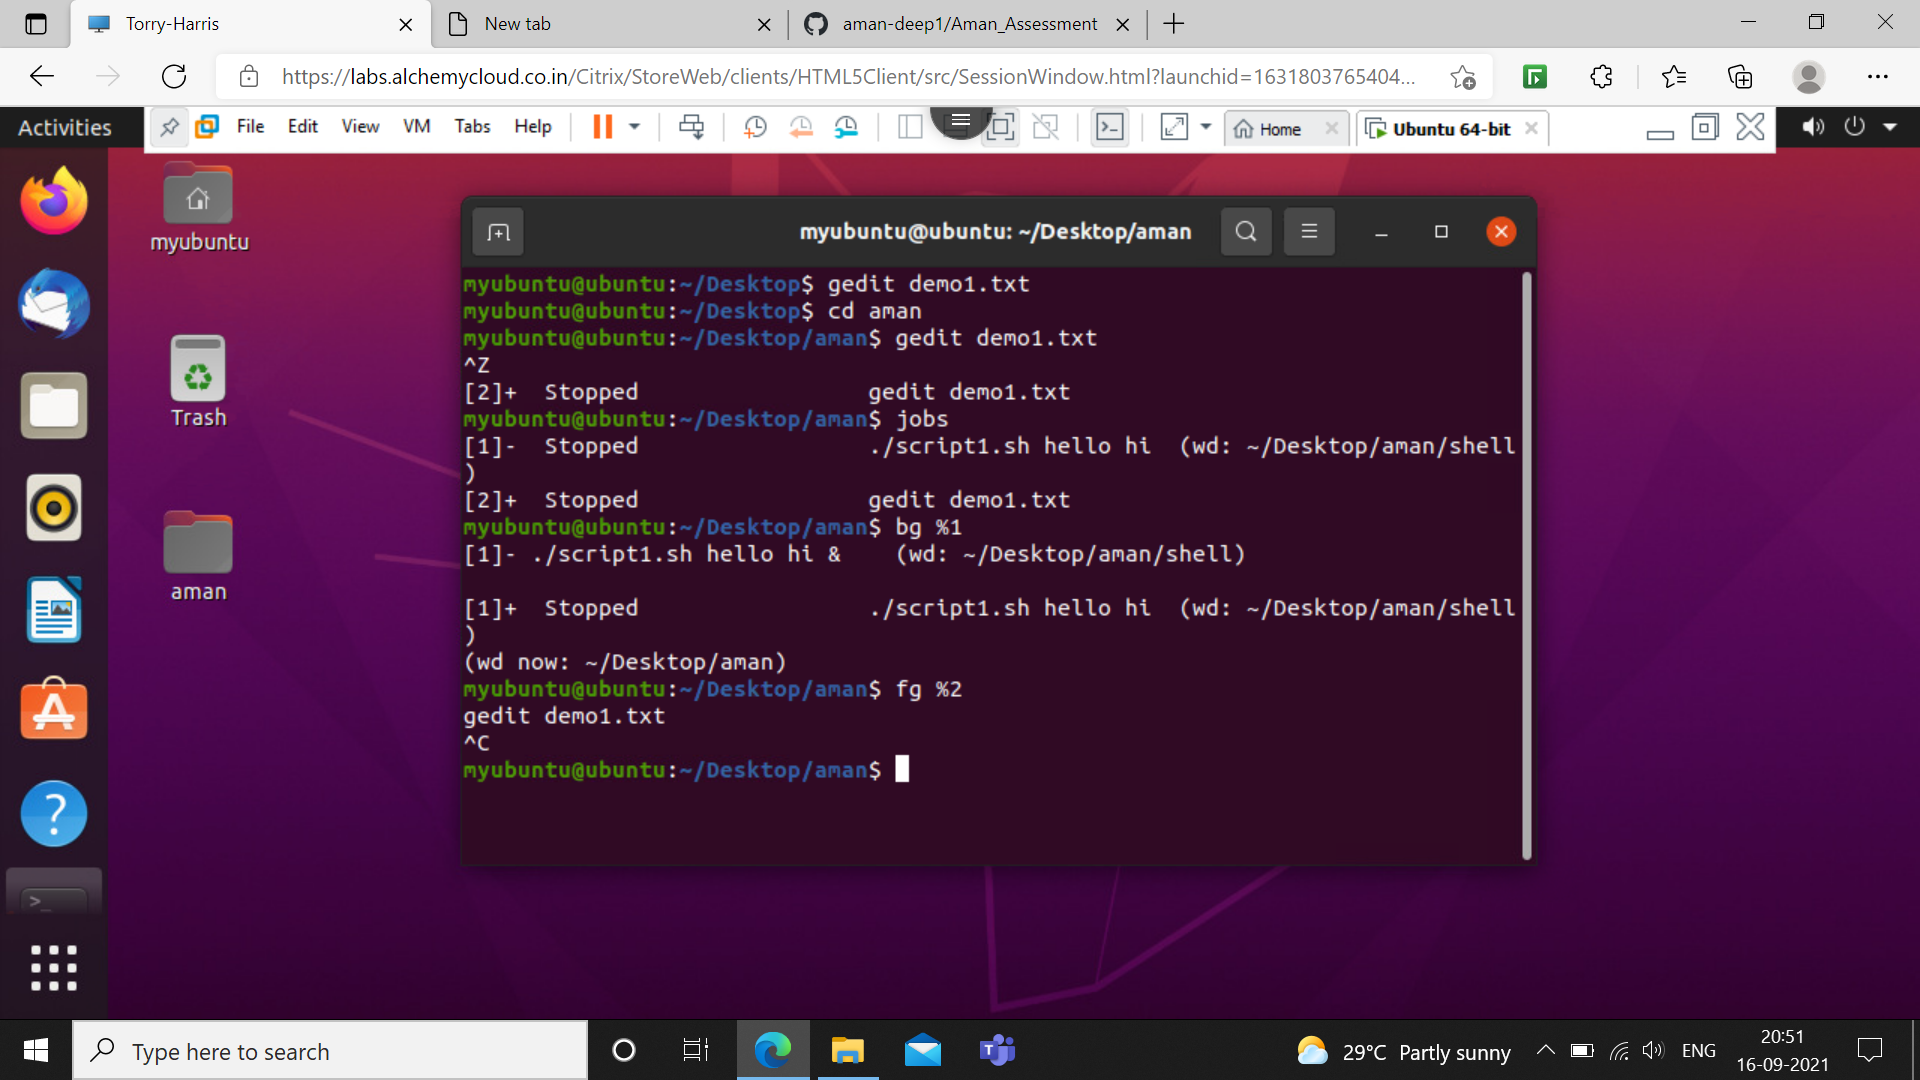 Torry-Harris
New tab
aman-deep1/Aman_Assessment
https://labs.alchemycloud.co.in/Citrix/StoreWeb/clients/HTML5Client/src/SessionWindow.html?launchid=1631803765404...
Activities
File Edit View VM Tabs Help
Home
Ubuntu 64-bit
myubuntu
Trash
aman
myubuntu@ubuntu: ~/Desktop/aman
myubuntu@ubuntu:~/Desktop$ gedit demo1.txt
myubuntu@ubuntu:~/Desktop$ cd aman
myubuntu@ubuntu:~/Desktop/aman$ gedit demo1.txt
^Z
[2]+  Stopped                 gedit demo1.txt
myubuntu@ubuntu:~/Desktop/aman$ jobs
[1]-  Stopped                 ./script1.sh hello hi  (wd: ~/Desktop/aman/shell
)
[2]+  Stopped                 gedit demo1.txt
myubuntu@ubuntu:~/Desktop/aman$ bg %1
[1]- ./script1.sh hello hi &    (wd: ~/Desktop/aman/shell)
[1]+  Stopped                 ./script1.sh hello hi  (wd: ~/Desktop/aman/shell
)
(wd now: ~/Desktop/aman)
myubuntu@ubuntu:~/Desktop/aman$ fg %2
gedit demo1.txt
^C
myubuntu@ubuntu:~/Desktop/aman$
Type here to search
29°C Partly sunny
ENG
20:51
16-09-2021